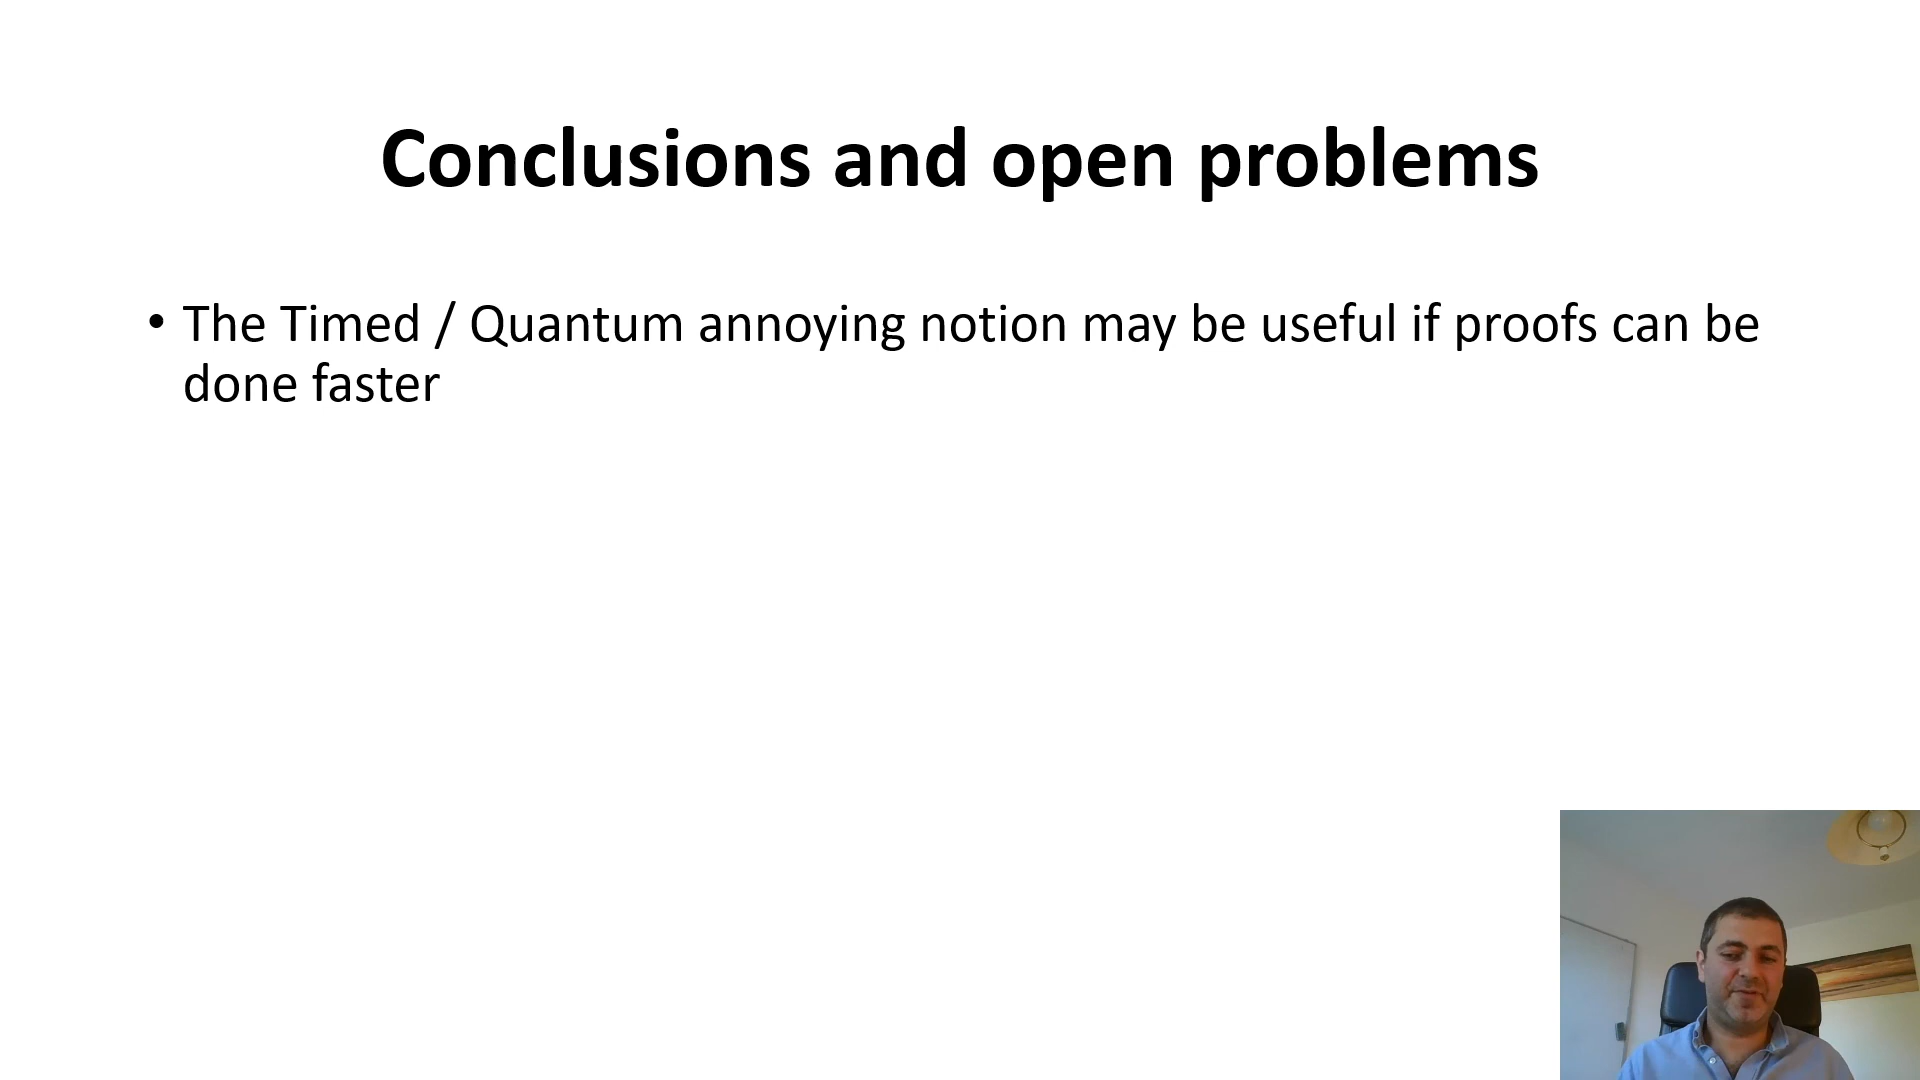 Conclusions and open problems
• The Timed / Quantum annoying notion may be useful if proofs can be
done faster